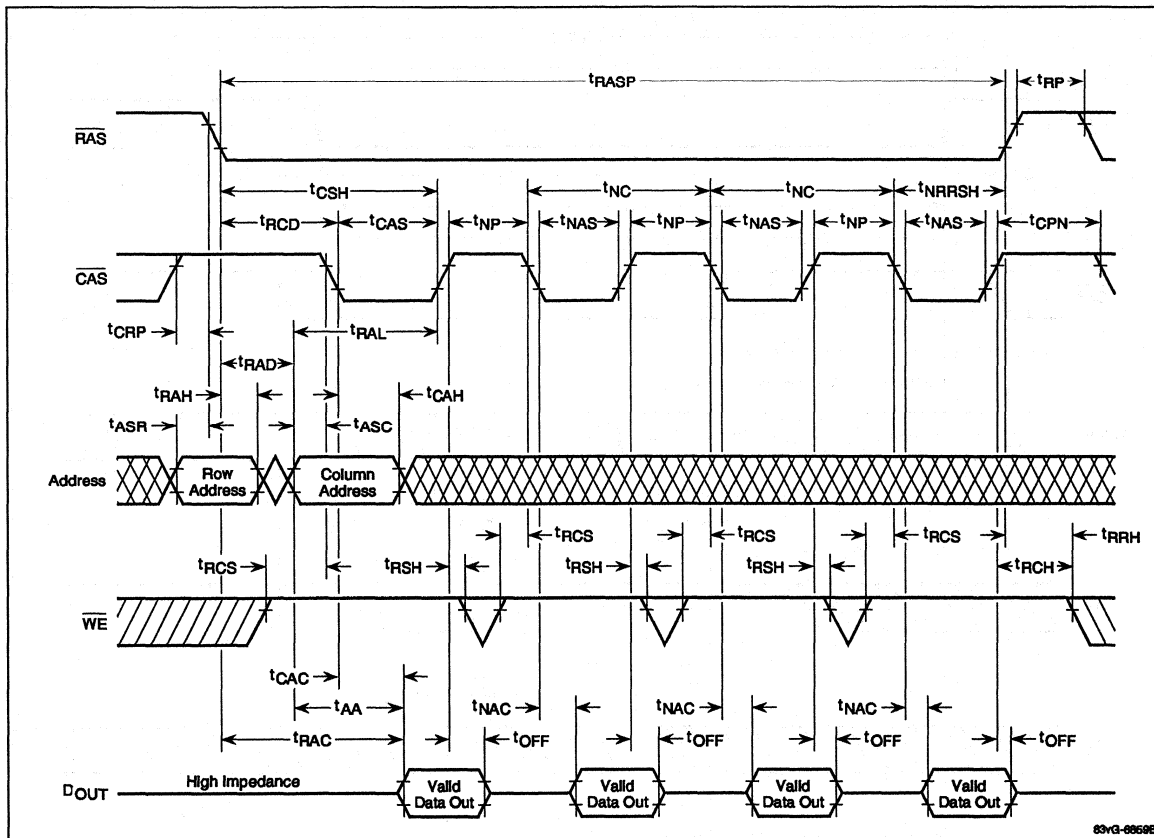 tRASP tRP
RAS
tCSH tNC tNC tNRRSH
tRCD tCAS tNP tNAS tNP tNAS tNP tNAS tCPN
CAS
tCRP tRAL
tRAD
tRAH tCAH
tASR tASC
Address Row Address Column Address
tRCS tRCS tRCS tRRH
tRCS tRSH tRSH tRSH tRCH
WE
tCAC
tAA tNAC tNAC tNAC
tRAC tOFF tOFF tOFF tOFF
DOUT High Impedance Valid Data Out Valid Data Out Valid Data Out Valid Data Out
83vG-6659B